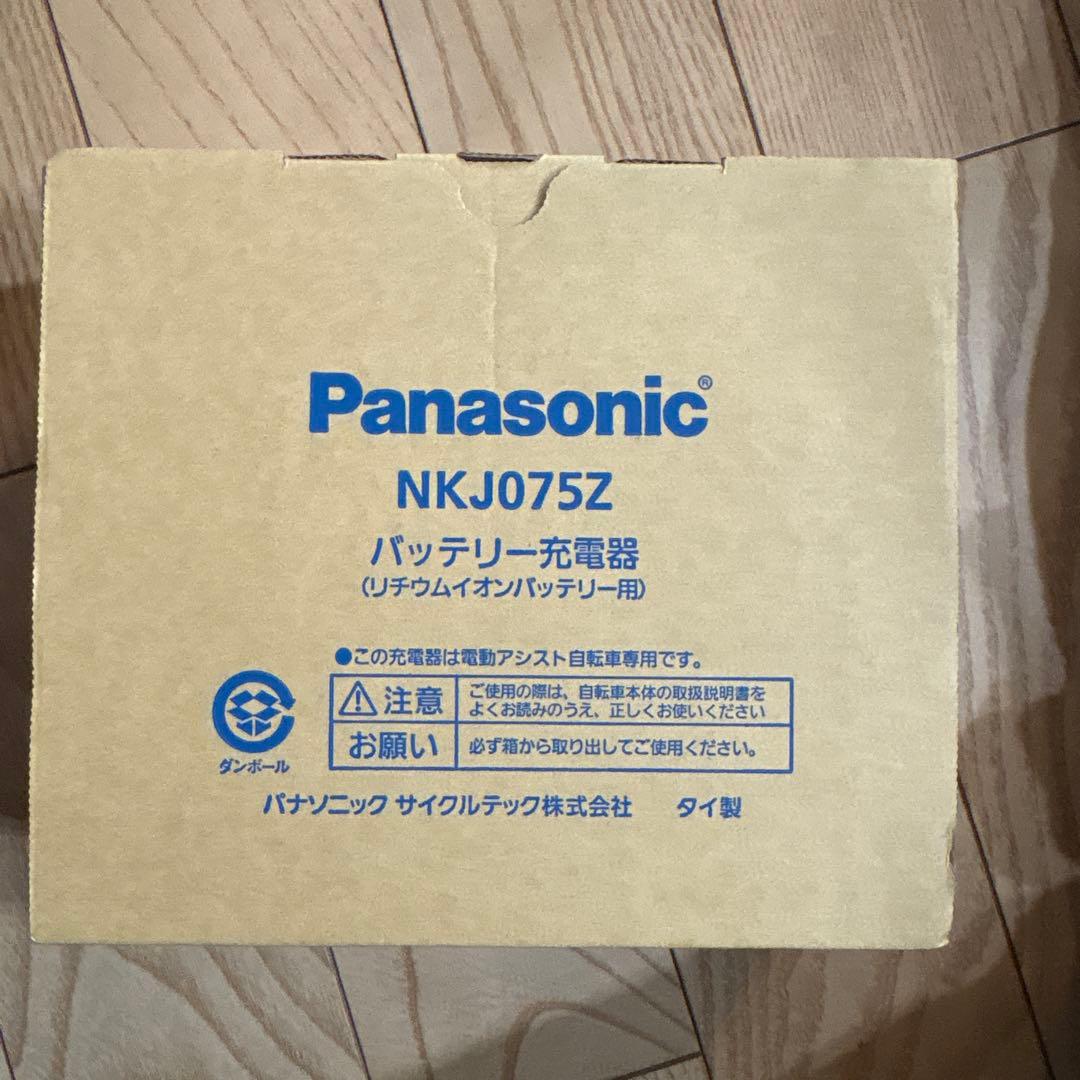 Panasonic®
NKJ075Z
バッテリー充電器
(リチウムイオンバッテリー用)
●この充電器は電動アシスト自転車専用です。
注意
ご使用の際は、自転車本体の取扱説明書を
よくお読みのうえ、正しくお使いください
お願い
必ず箱から取り出してご使用ください。
ダンボール
パナソニック サイクルテック株式会社 タイ製